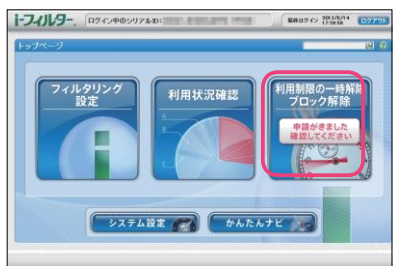 i-フィルター.
ログイン中のシリアルID:
最終ログイン
ログアウト
トップページ
フィルタリング
設定
利用状況確認
利用制限の一時解除
ブロック解除
申請がきました
確認してください
システム設定
かんたんナビ